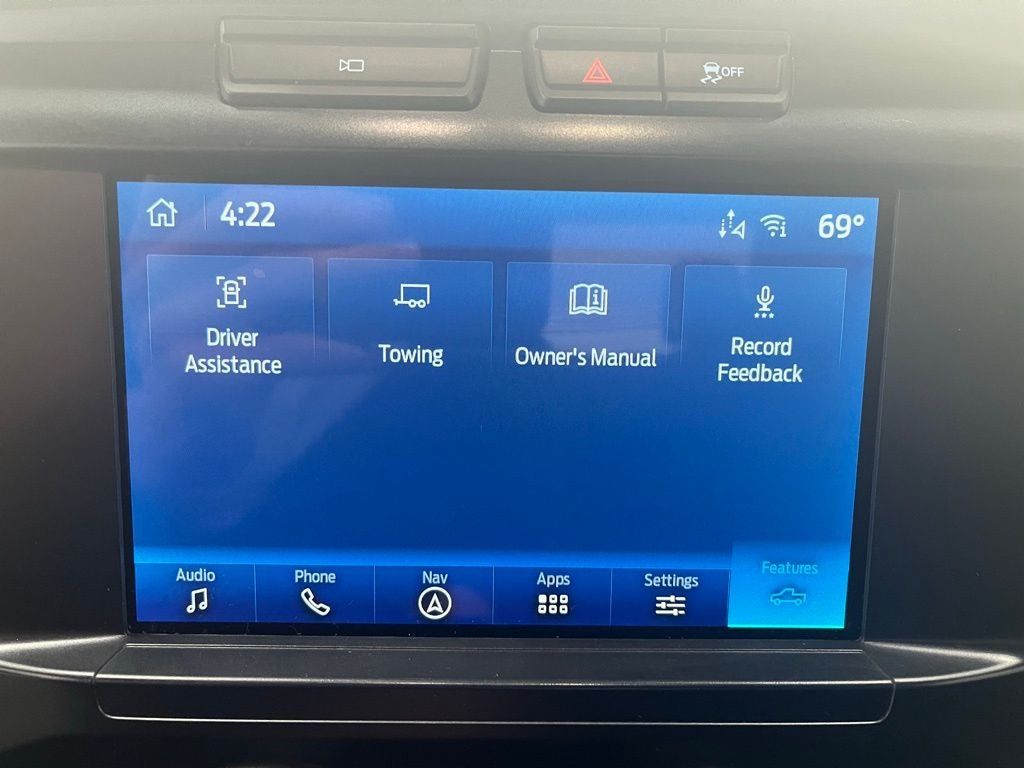 OFF
4:22
69°
Driver
Assistance
Towing
Owner's Manual
Record
Feedback
Audio
Phone
Nav
Apps
Settings
Features